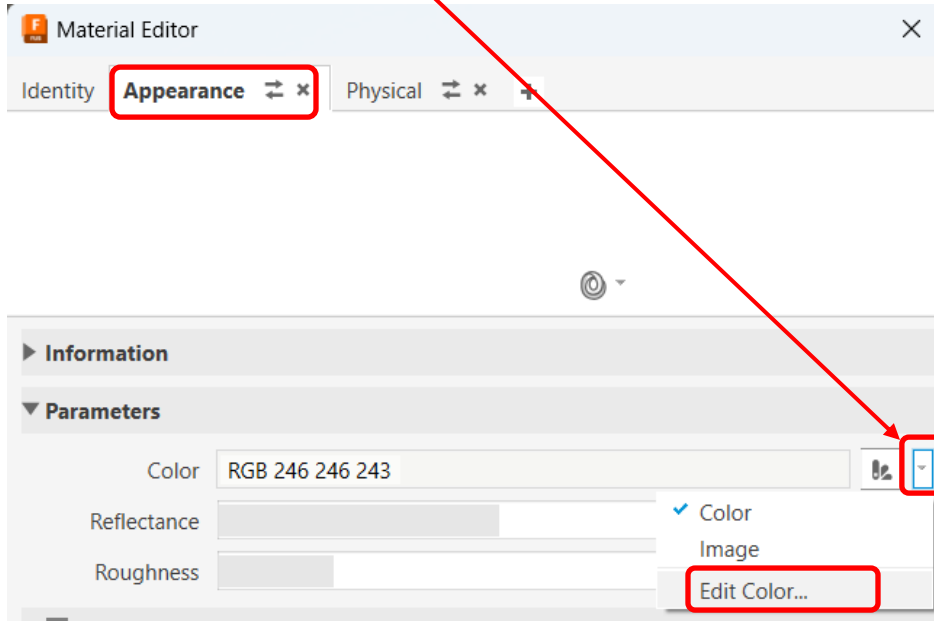 Material Editor
Identity Appearance Physical
Information
Parameters
Color RGB 246 246 243
Reflectance
Color
Image
Roughness
Edit Color...